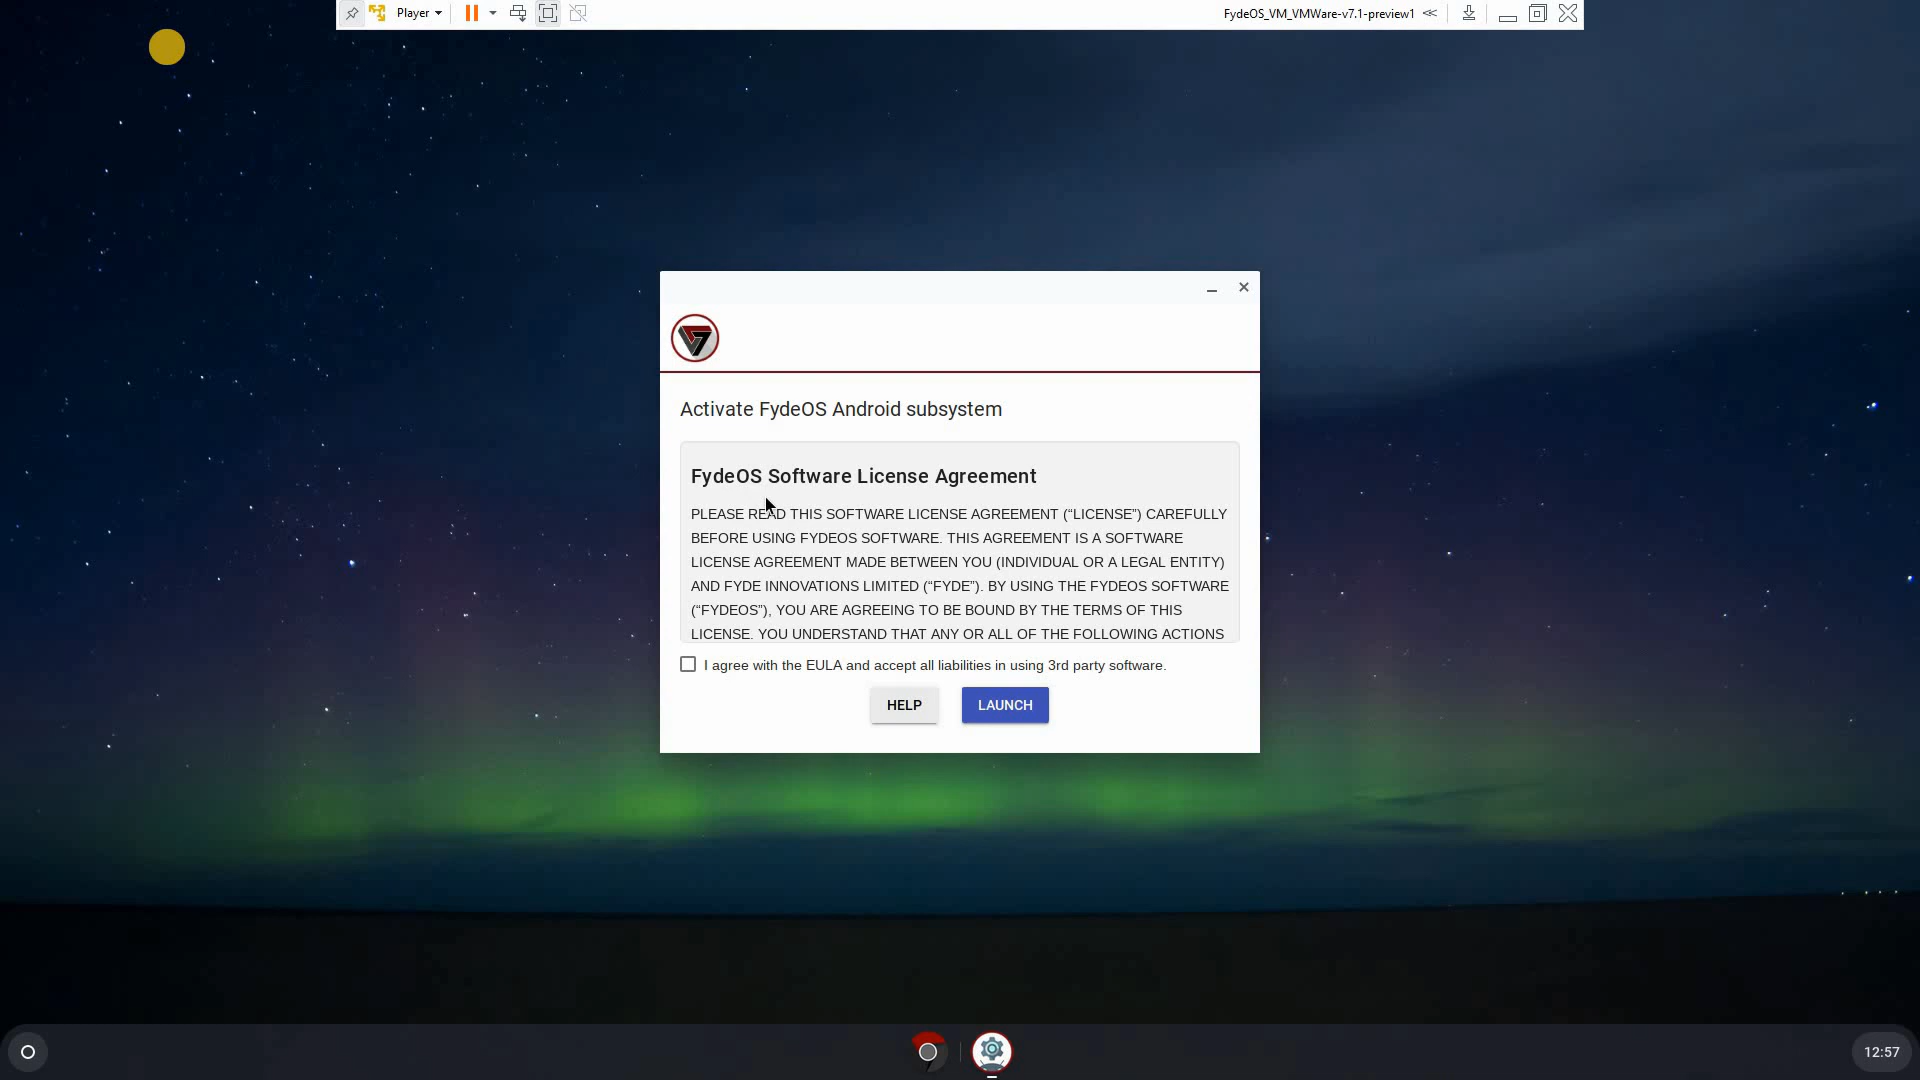 Player
FydeOS_VM_VMWare-v7.1-preview1
Activate FydeOS Android subsystem
FydeOS Software License Agreement
PLEASE READ THIS SOFTWARE LICENSE AGREEMENT (“LICENSE”) CAREFULLY
BEFORE USING FYDEOS SOFTWARE. THIS AGREEMENT IS A SOFTWARE
LICENSE AGREEMENT MADE BETWEEN YOU (INDIVIDUAL OR A LEGAL ENTITY)
AND FYDE INNOVATIONS LIMITED (“FYDE”). BY USING THE FYDEOS SOFTWARE
(“FYDEOS”), YOU ARE AGREEING TO BE BOUND BY THE TERMS OF THIS
LICENSE. YOU UNDERSTAND THAT ANY OR ALL OF THE FOLLOWING ACTIONS
I agree with the EULA and accept all liabilities in using 3rd party software.
HELP
LAUNCH
12:57